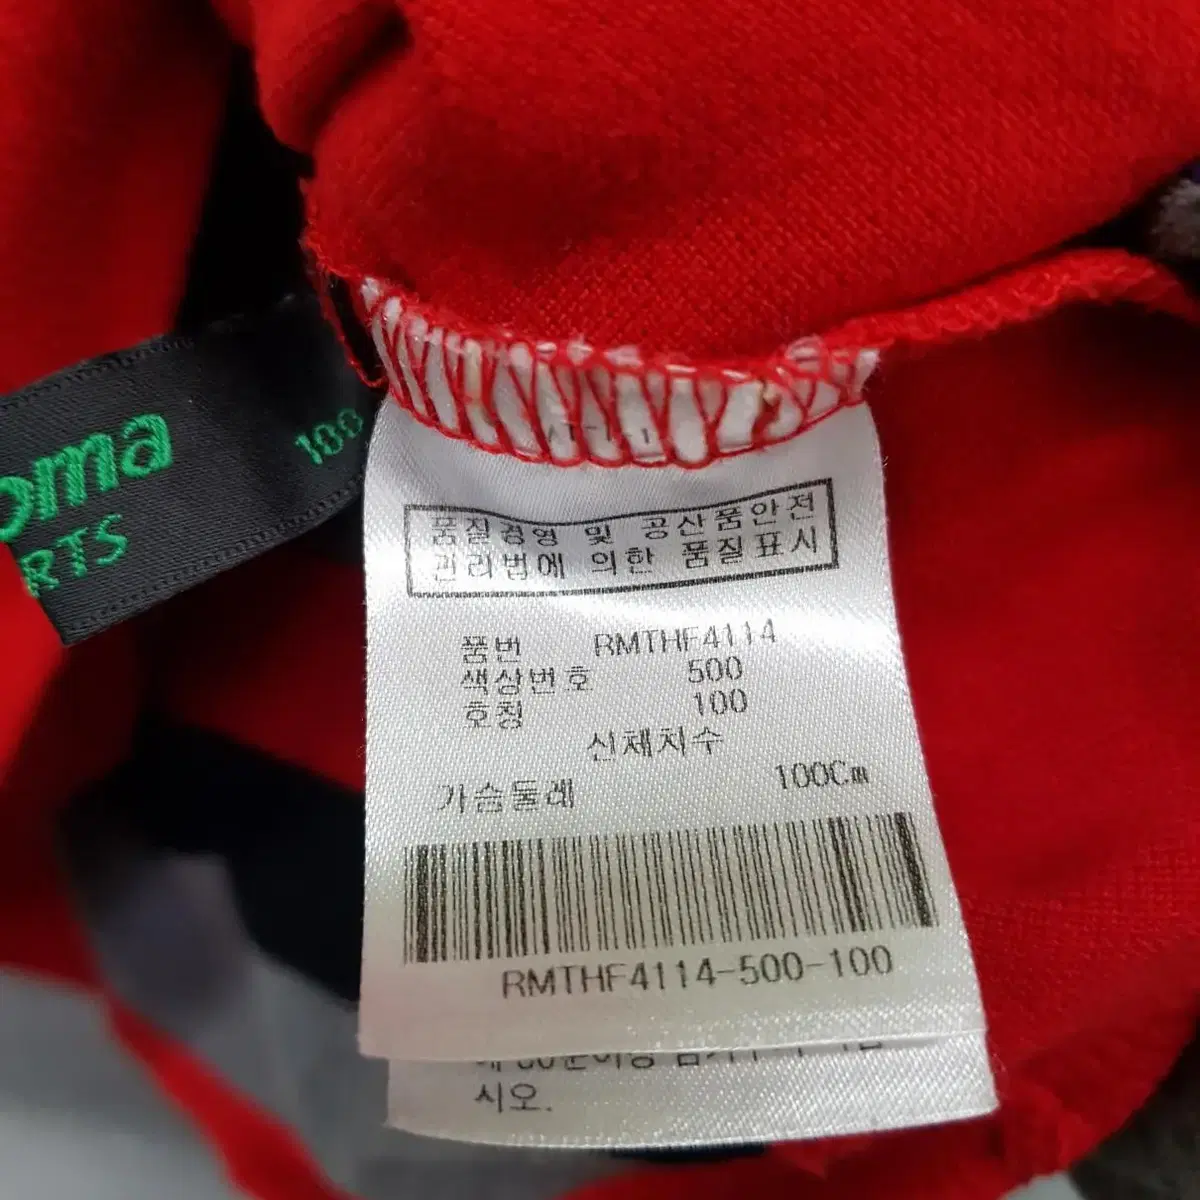 oma
100
RTS
품질경영 및 공산품안전
관리법에 의한 품질표시
품번 RMTHF4114
색상번호 500
호칭 100
신체치수
가슴둘레 100Cm
RMTHF4114-500-100
시오.